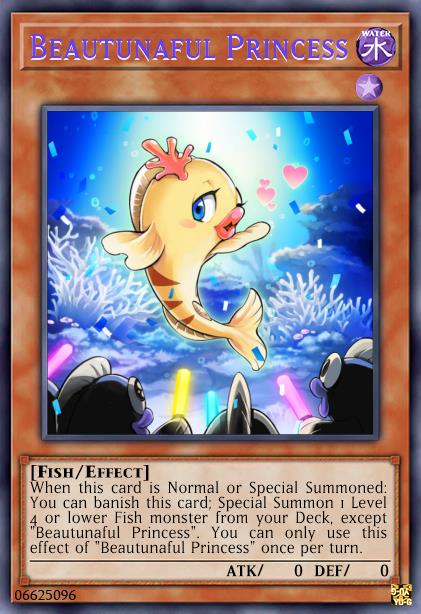 Beautunaful Princess
WATER
水
[Fish/Effect]
When this card is Normal or Special Summoned:
You can banish this card; Special Summon 1 Level
4 or lower Fish monster from your Deck, except
"Beautunaful Princess". You can only use this
effect of "Beautunaful Princess" once per turn.
ATK/ 0 DEF/ 0
06625096